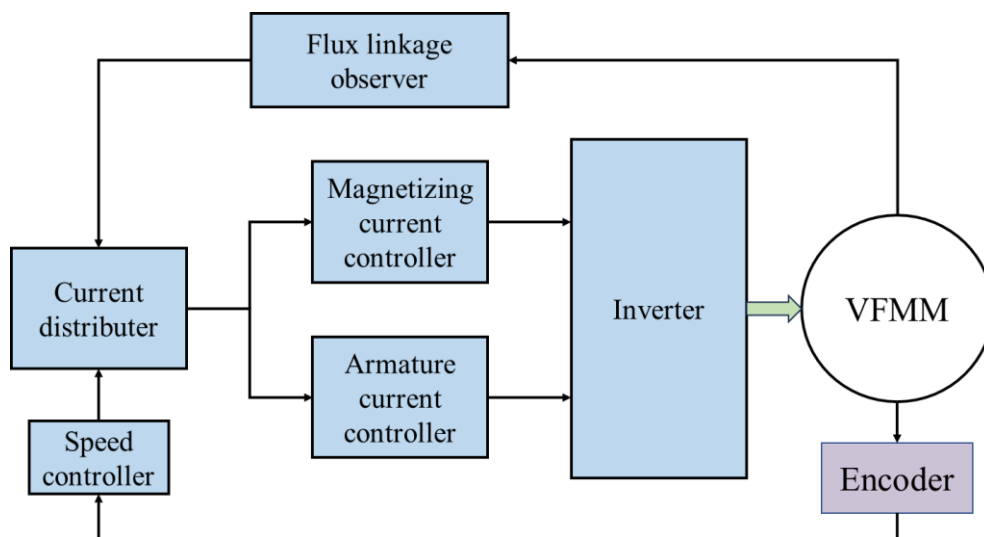 Flux linkage
observer
Magnetizing
current
controller
Current
distributer
Inverter
VFMM
Armature
current
controller
Speed
controller
Encoder